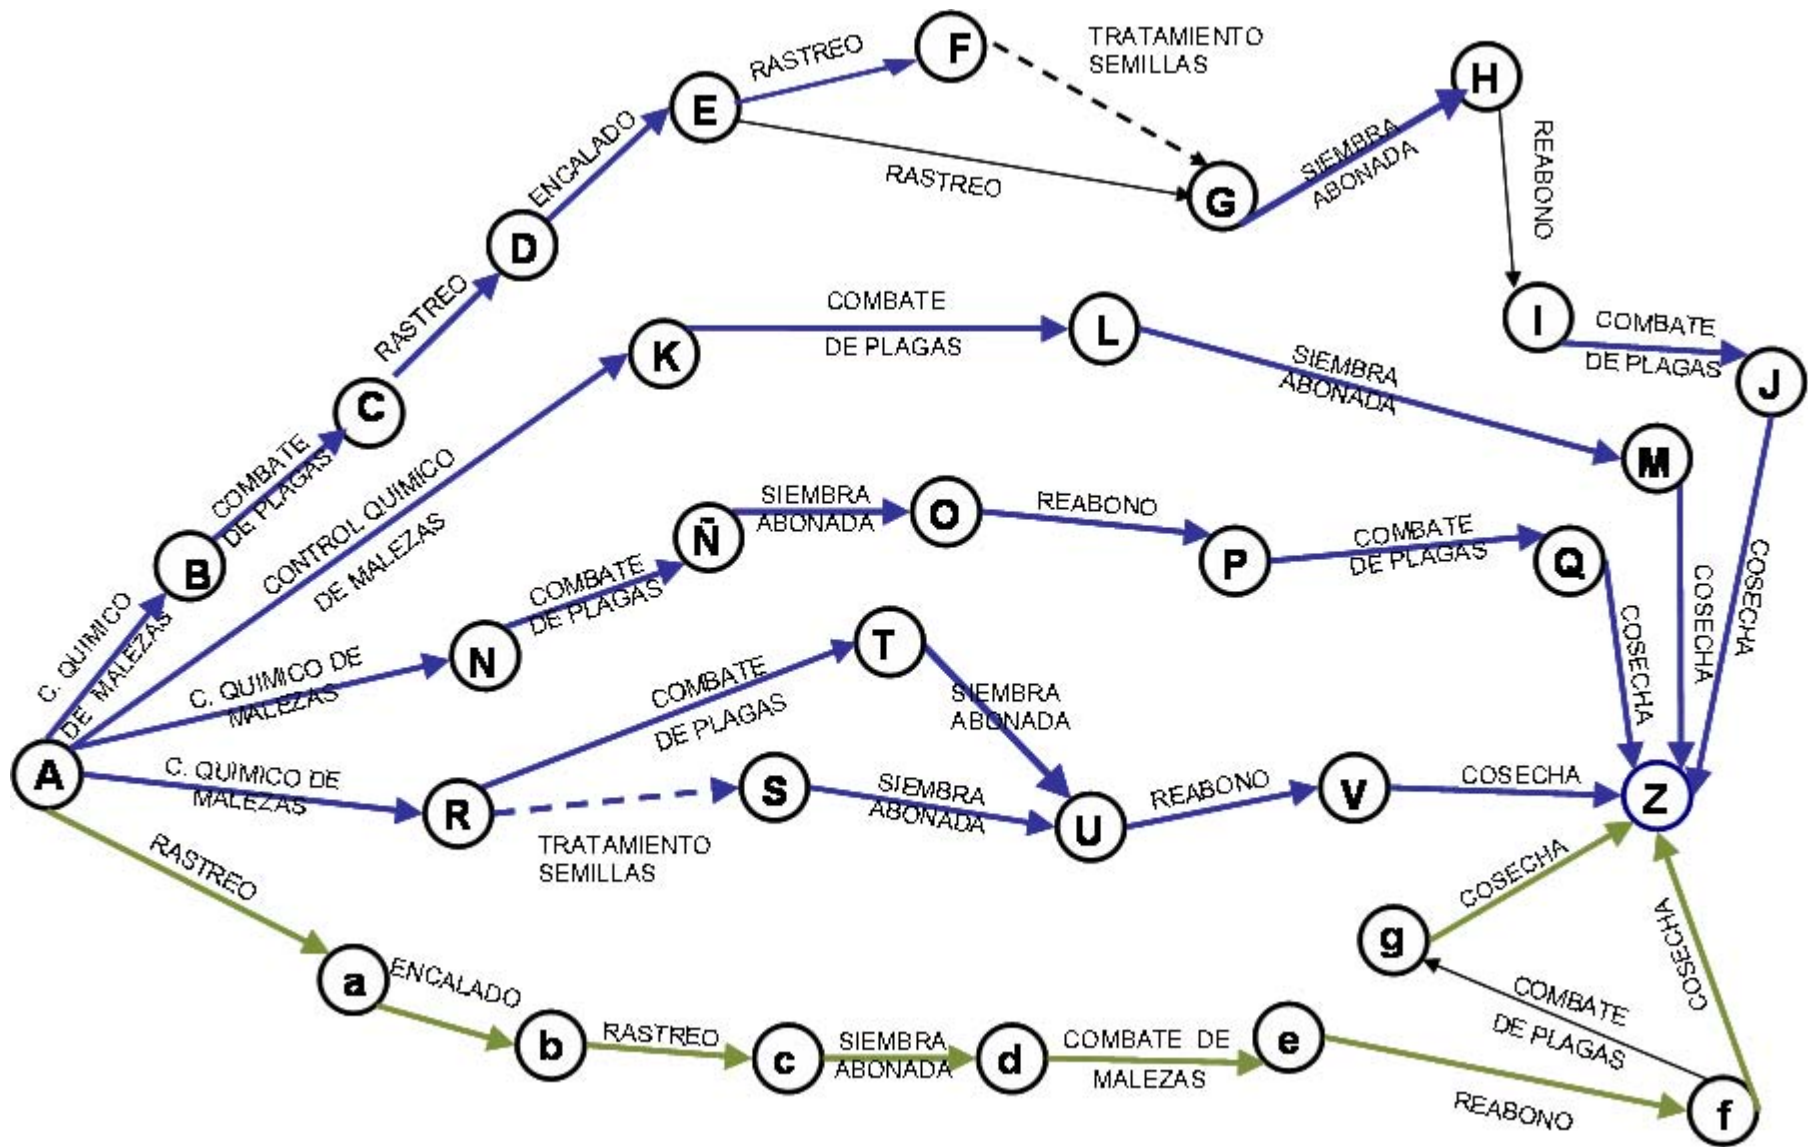 RASTREO
F
TRATAMIENTO
SEMILLAS
E
H
RASTREO
G
SIEMBRA
ABONADA
REABONO
ENCALADO
D
RASTREO
C
COMBATE
DE PLAGAS
B
C. QUIMICO
DE MALEZAS
I
COMBATE
DE PLAGAS
J
COSECHA
CONTROL QUIMICO
DE MALEZAS
K
COMBATE
DE PLAGAS
L
SIEMBRA
ABONADA
M
COSECHA
C. QUIMICO DE
MALEZAS
N
COMBATE
DE PLAGAS
Ñ
SIEMBRA
ABONADA
O
REABONO
P
COMBATE
DE PLAGAS
Q
COSECHA
A
C. QUIMICO DE
MALEZAS
R
COMBATE
DE PLAGAS
T
SIEMBRA
ABONADA
TRATAMIENTO
SEMILLAS
S
SIEMBRA
ABONADA
U
REABONO
V
COSECHA
Z
RASTREO
a
ENCALADO
b
RASTREO
c
SIEMBRA
ABONADA
d
COMBATE DE
MALEZAS
e
REABONO
f
COMBATE
DE PLAGAS
g
COSECHA
COSECHA